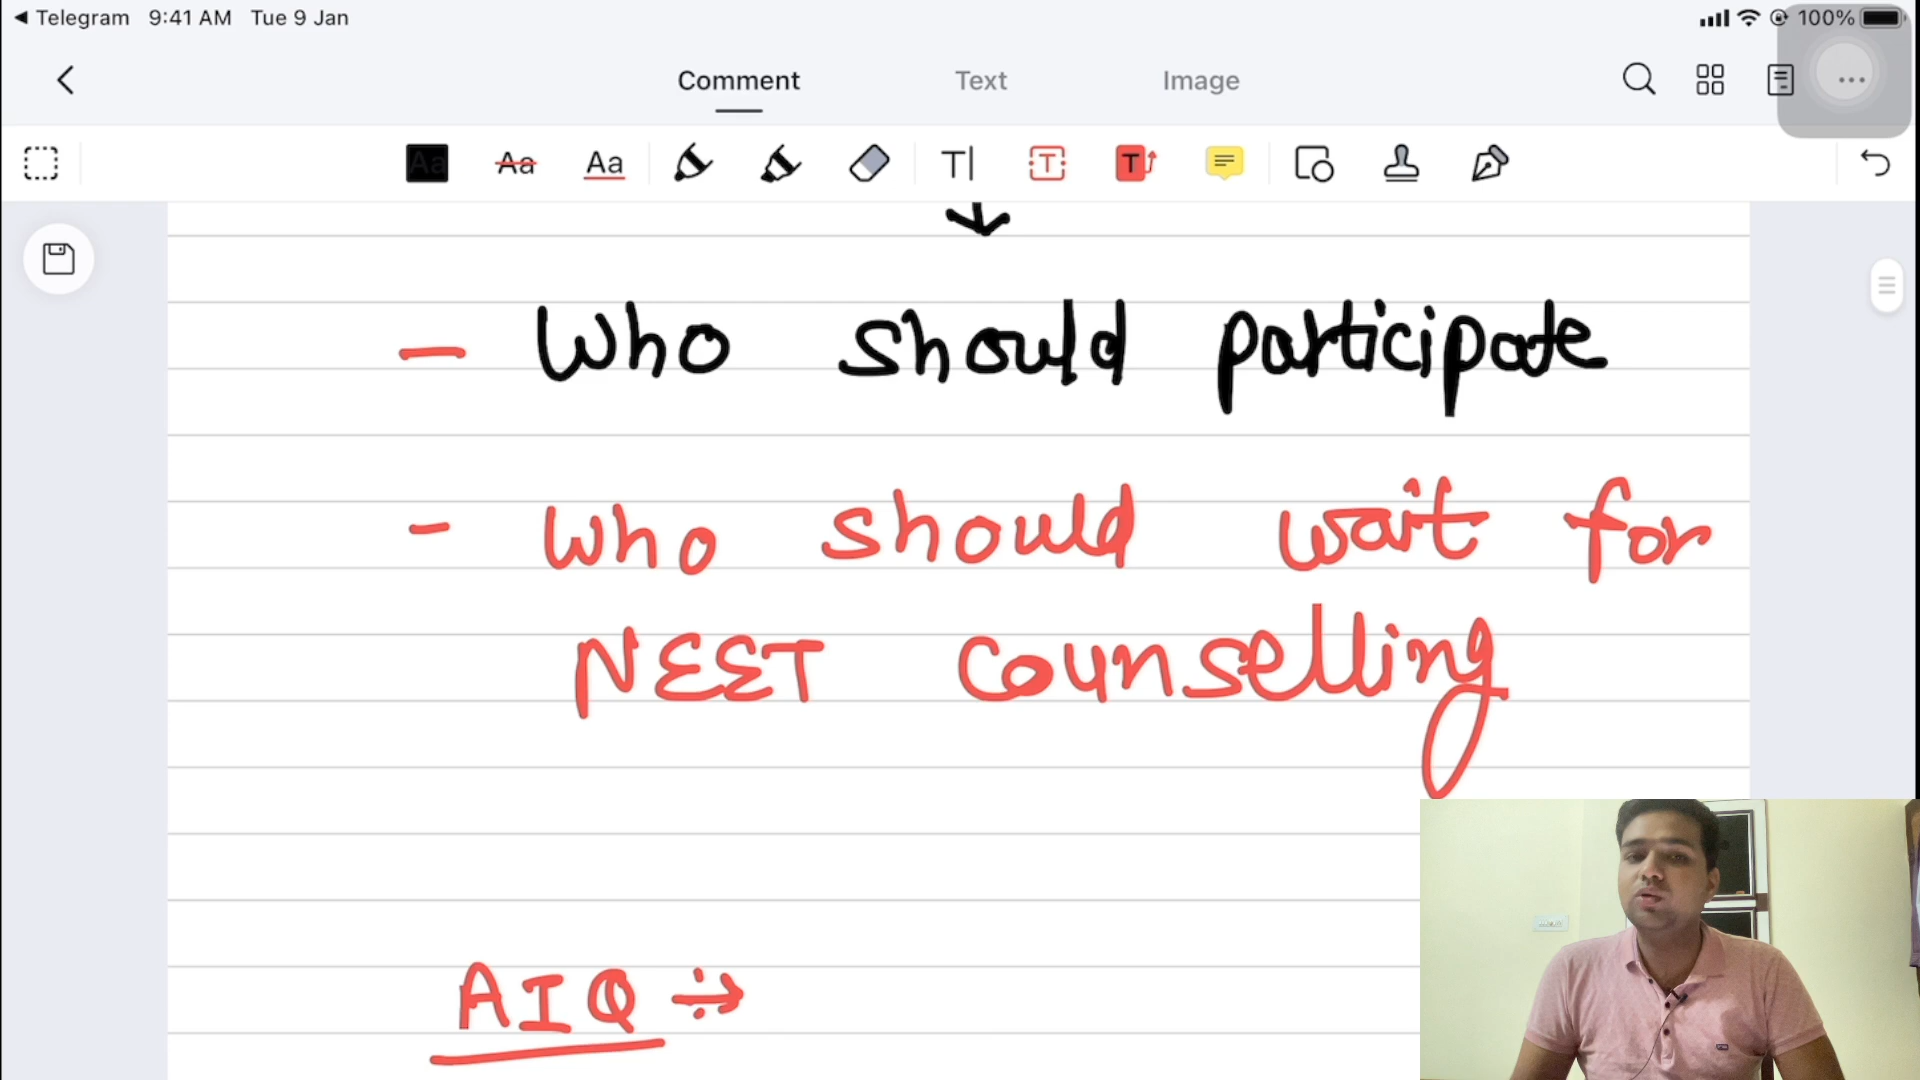 Telegram 9:41 AM Tue 9 Jan 100%
Comment Text Image
Aa Aa Aa T T T
- Who should participate
- Who should wait for
NEET counselling
AIQ